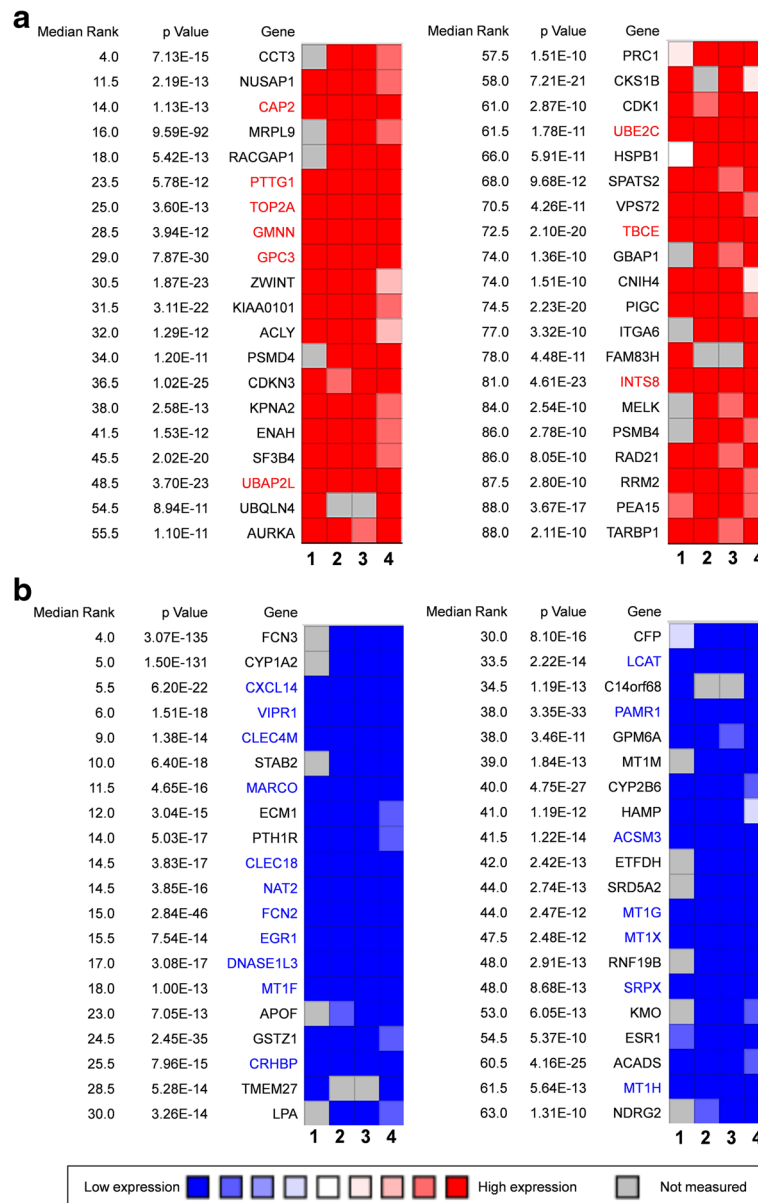 a
Median Rank p Value Gene
4.0 7.13E-15 CCT3
11.5 2.19E-13 NUSAP1
14.0 1.13E-13 CAP2
16.0 9.59E-92 MRPL9
18.0 5.42E-13 RACGAP1
23.5 5.78E-12 PTTG1
25.0 3.60E-13 TOP2A
28.5 3.94E-12 GMNN
29.0 7.87E-30 GPC3
30.5 1.87E-23 ZWINT
31.5 3.11E-22 KIAA0101
32.0 1.29E-12 ACLY
34.0 1.20E-11 PSMD4
36.5 1.02E-25 CDKN3
38.0 2.58E-13 KPNA2
41.5 1.53E-12 ENAH
45.5 2.02E-20 SF3B4
48.5 3.70E-23 UBAP2L
54.5 8.94E-11 UBQLN4
55.5 1.10E-11 AURKA
1 2 3 4
Median Rank p Value Gene
57.5 1.51E-10 PRC1
58.0 7.21E-21 CKS1B
61.0 2.87E-10 CDK1
61.5 1.78E-11 UBE2C
66.0 5.91E-11 HSPB1
68.0 9.68E-12 SPATS2
70.5 4.26E-11 VPS72
72.5 2.10E-20 TBCE
74.0 1.36E-10 GBAP1
74.0 1.51E-10 CNIH4
74.5 2.23E-20 PIGC
77.0 3.32E-10 ITGA6
78.0 4.48E-11 FAM83H
81.0 4.61E-23 INTS8
84.0 2.54E-10 MELK
86.0 2.78E-10 PSMB4
86.0 8.05E-10 RAD21
87.5 2.80E-10 RRM2
88.0 3.67E-17 PEA15
88.0 2.11E-10 TARBP1
1 2 3 4
b
Median Rank p Value Gene
4.0 3.07E-135 FCN3
5.0 1.50E-131 CYP1A2
5.5 6.20E-22 CXCL14
6.0 1.51E-18 VIPR1
9.0 1.38E-14 CLEC4M
10.0 6.40E-18 STAB2
11.5 4.65E-16 MARCO
12.0 3.04E-15 ECM1
14.0 5.03E-17 PTH1R
14.5 3.83E-17 CLEC18
14.5 3.85E-16 NAT2
15.0 2.84E-46 FCN2
15.5 7.54E-14 EGR1
17.0 3.08E-17 DNASE1L3
18.0 1.00E-13 MT1F
23.0 7.05E-13 APOF
24.5 2.45E-35 GSTZ1
25.5 7.96E-15 CRHBP
28.5 5.28E-14 TMEM27
30.0 3.26E-14 LPA
1 2 3 4
Median Rank p Value Gene
30.0 8.10E-16 CFP
33.5 2.22E-14 LCAT
34.5 1.19E-13 C14orf68
38.0 3.35E-33 PAMR1
38.0 3.46E-11 GPM6A
39.0 1.84E-13 MT1M
40.0 4.75E-27 CYP2B6
41.0 1.19E-12 HAMP
41.5 1.22E-14 ACSM3
42.0 2.42E-13 ETFDH
44.0 2.74E-13 SRD5A2
44.0 2.47E-12 MT1G
47.5 2.48E-12 MT1X
48.0 2.91E-13 RNF19B
48.0 8.68E-13 SRPX
53.0 6.05E-13 KMO
54.5 5.37E-10 ESR1
60.5 4.16E-25 ACADS
61.5 5.64E-13 MT1H
63.0 1.31E-10 NDRG2
1 2 3 4
Low expression High expression Not measured